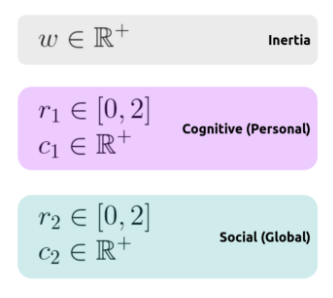 w ∈ ℝ⁺
Inertia
r₁ ∈ [0, 2]
c₁ ∈ ℝ⁺
Cognitive (Personal)
r₂ ∈ [0, 2]
c₂ ∈ ℝ⁺
Social (Global)